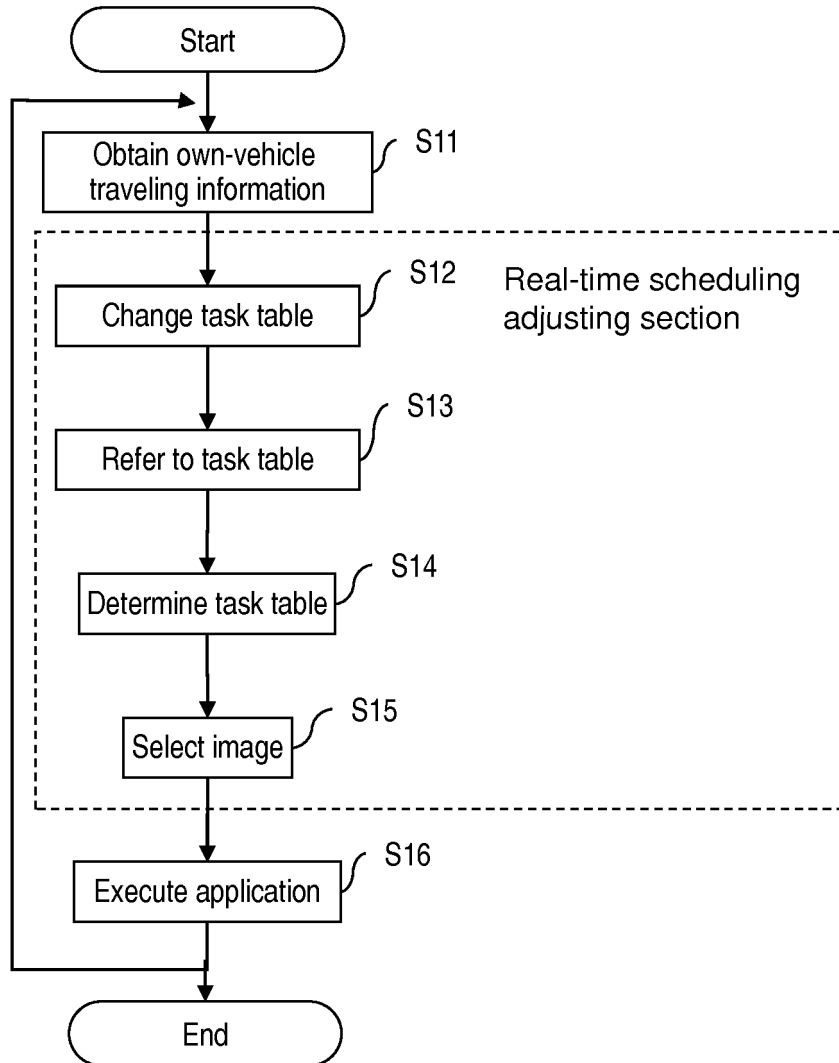 Start
S11
Obtain own-vehicle
traveling information
S12
Real-time scheduling
adjusting section
Change task table
S13
Refer to task table
S14
Determine task table
S15
Select image
S16
Execute application
End